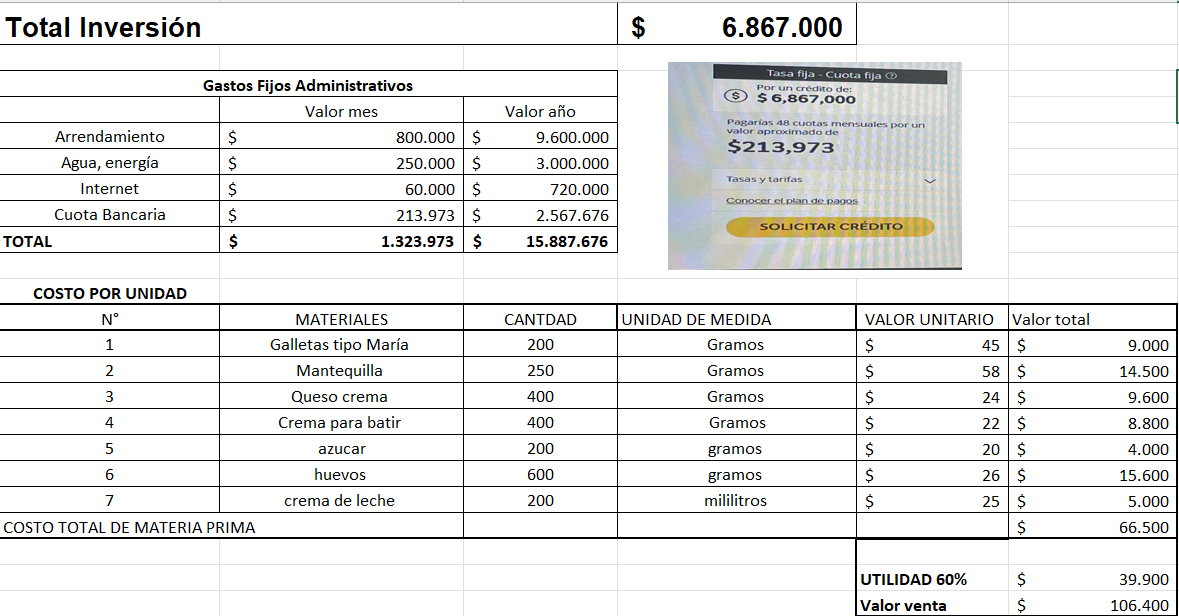 Total Inversión $ 6.867.000
Gastos Fijos Administrativos
Valor mes Valor año
Arrendamiento $ 800.000 $ 9.600.000
Agua, energía $ 250.000 $ 3.000.000
Internet $ 60.000 $ 720.000
Cuota Bancaria $ 213.973 $ 2.567.676
TOTAL $ 1.323.973 $ 15.887.676
Tasa fija - Cuota fija
Por un crédito de:
$ 6,867,000
Pagarías 48 cuotas mensuales por un
valor aproximado de
$213,973
Tasas y tarifas
Conocer el plan de pagos
SOLICITAR CRÉDITO
COSTO POR UNIDAD
N° MATERIALES CANTDAD UNIDAD DE MEDIDA VALOR UNITARIO Valor total
1 Galletas tipo María 200 Gramos $ 45 $ 9.000
2 Mantequilla 250 Gramos $ 58 $ 14.500
3 Queso crema 400 Gramos $ 24 $ 9.600
4 Crema para batir 400 Gramos $ 22 $ 8.800
5 azucar 200 gramos $ 20 $ 4.000
6 huevos 600 gramos $ 26 $ 15.600
7 crema de leche 200 mililitros $ 25 $ 5.000
COSTO TOTAL DE MATERIA PRIMA $ 66.500
UTILIDAD 60% $ 39.900
Valor venta $ 106.400